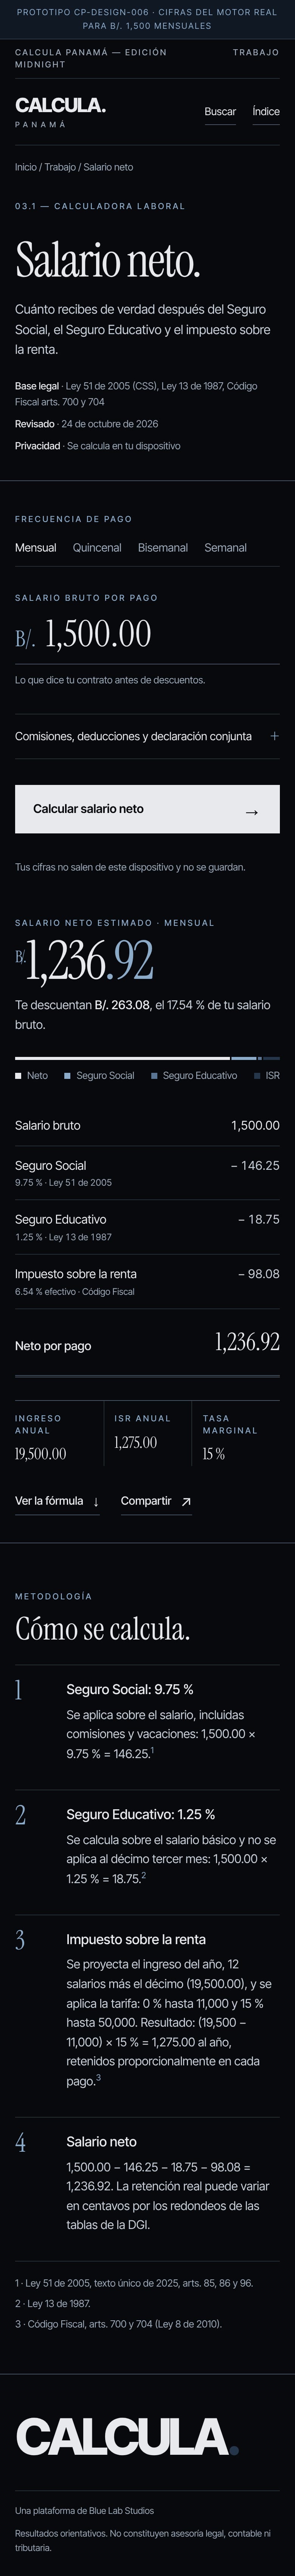 PROTOTIPO CP-DESIGN-006 · CIFRAS DEL MOTOR REAL
PARA B/. 1,500 MENSUALES
CALCULA PANAMÁ — EDICIÓN MIDNIGHT
TRABAJO
CALCULA.
PANAMÁ
Buscar
Índice
Inicio / Trabajo / Salario neto
03.1 — CALCULADORA LABORAL
Salario neto.
Cuánto recibes de verdad después del Seguro
Social, el Seguro Educativo y el impuesto sobre
la renta.
Base legal · Ley 51 de 2005 (CSS), Ley 13 de 1987, Código
Fiscal arts. 700 y 704
Revisado · 24 de octubre de 2026
Privacidad · Se calcula en tu dispositivo
FRECUENCIA DE PAGO
Mensual Quincenal Bisemanal Semanal
SALARIO BRUTO POR PAGO
B/. 1,500.00
Lo que dice tu contrato antes de descuentos.
Comisiones, deducciones y declaración conjunta +
Calcular salario neto →
Tus cifras no salen de este dispositivo y no se guardan.
SALARIO NETO ESTIMADO · MENSUAL
B/. 1,236.92
Te descuentan B/. 263.08, el 17.54 % de tu salario
bruto.
Neto Seguro Social Seguro Educativo ISR
Salario bruto 1,500.00
Seguro Social − 146.25
9.75 % · Ley 51 de 2005
Seguro Educativo − 18.75
1.25 % · Ley 13 de 1987
Impuesto sobre la renta − 98.08
6.54 % efectivo · Código Fiscal
Neto por pago 1,236.92
INGRESO ANUAL
19,500.00
ISR ANUAL
1,275.00
TASA MARGINAL
15 %
Ver la fórmula ↓ Compartir ↗
METODOLOGÍA
Cómo se calcula.
1 Seguro Social: 9.75 %
Se aplica sobre el salario, incluidas
comisiones y vacaciones: 1,500.00 ×
9.75 % = 146.25.1
2 Seguro Educativo: 1.25 %
Se calcula sobre el salario básico y no se
aplica al décimo tercer mes: 1,500.00 ×
1.25 % = 18.75.2
3 Impuesto sobre la renta
Se proyecta el ingreso del año, 12
salarios más el décimo (19,500.00), y se
aplica la tarifa: 0 % hasta 11,000 y 15 %
hasta 50,000. Resultado: (19,500 −
11,000) × 15 % = 1,275.00 al año,
retenidos proporcionalmente en cada
pago.3
4 Salario neto
1,500.00 − 146.25 − 18.75 − 98.08 =
1,236.92. La retención real puede variar
en centavos por los redondeos de las
tablas de la DGI.
1 · Ley 51 de 2005, texto único de 2025, arts. 85, 86 y 96.
2 · Ley 13 de 1987.
3 · Código Fiscal, arts. 700 y 704 (Ley 8 de 2010).
CALCULA.
Una plataforma de Blue Lab Studios
Resultados orientativos. No constituyen asesoría legal, contable ni
tributaria.